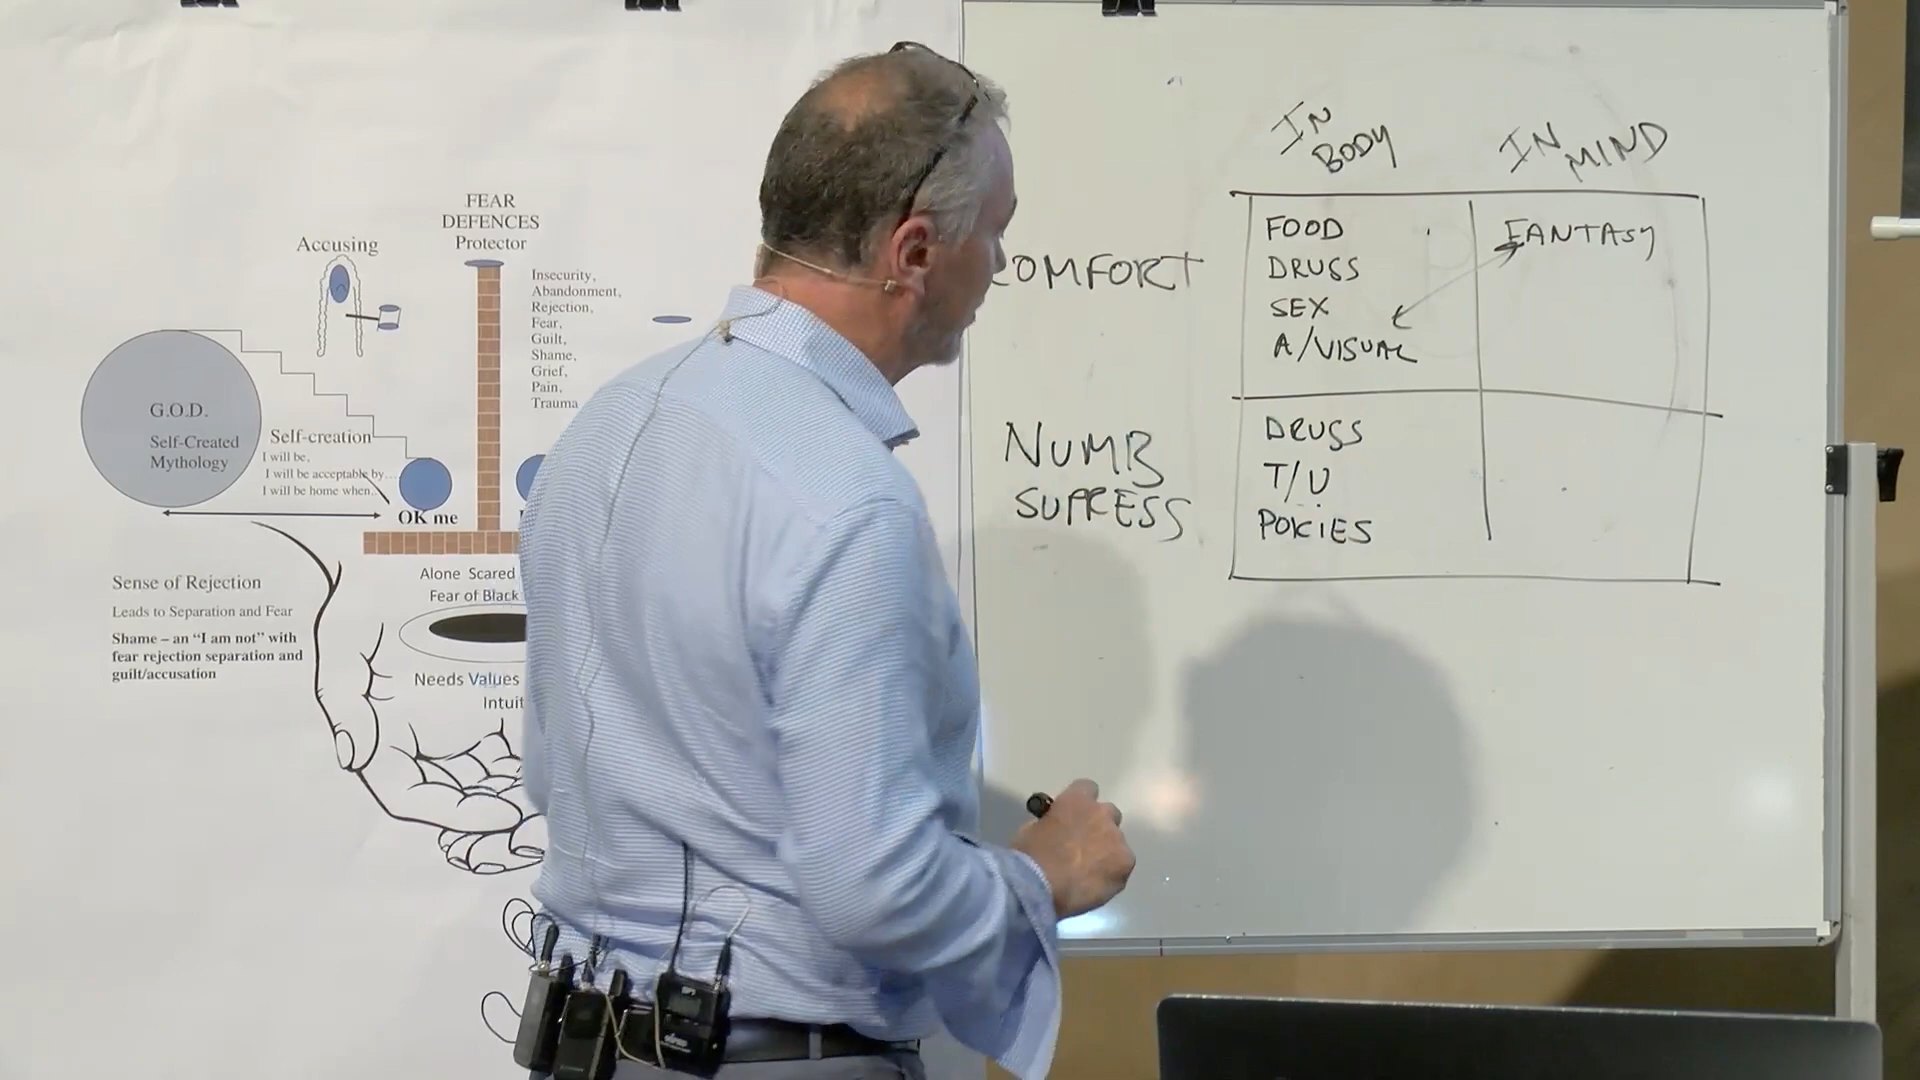 FEAR
DEFENCES
Protector
Accusing
Insecurity,
Abandonment,
Rejection,
Fear,
Guilt,
Shame,
Grief,
Pain,
Trauma
G.O.D.
Self-Created
Mythology
Self-creation
I will be,
I will be acceptable by...
I will be home when..
OK me
Alone Scared
Fear of Black
Sense of Rejection
Leads to Separation and Fear
Shame – an “I am not” with
fear rejection separation and
guilt/accusation
Needs Values
Intuit
IN
BODY
IN
MIND
COMFORT
FOOD
DRUGS
SEX
A/VISUAL
FANTASY
NUMB
SUPRESS
DRUGS
T/V
POKIES